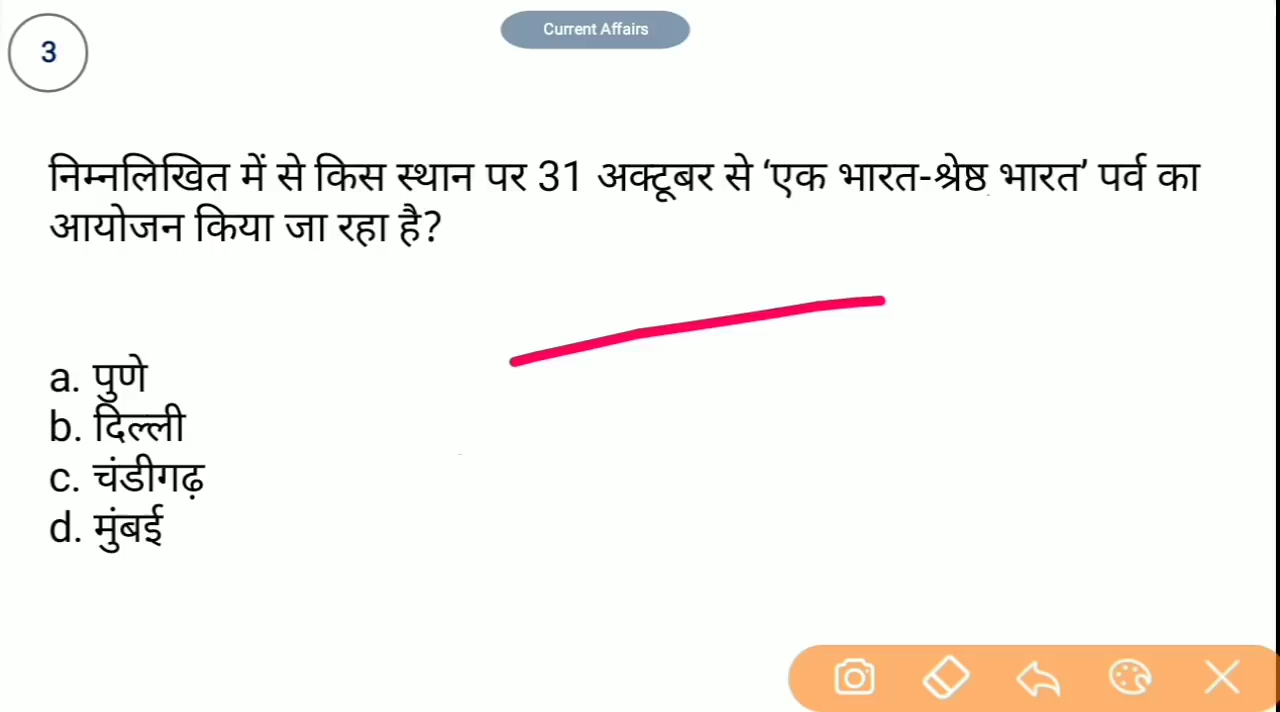 3
Current Affairs
निम्नलिखित में से किस स्थान पर 31 अक्टूबर से ‘एक भारत-श्रेष्ठ भारत’ पर्व का
आयोजन किया जा रहा है?
a. पुणे
b. दिल्ली
c. चंडीगढ़
d. मुंबई